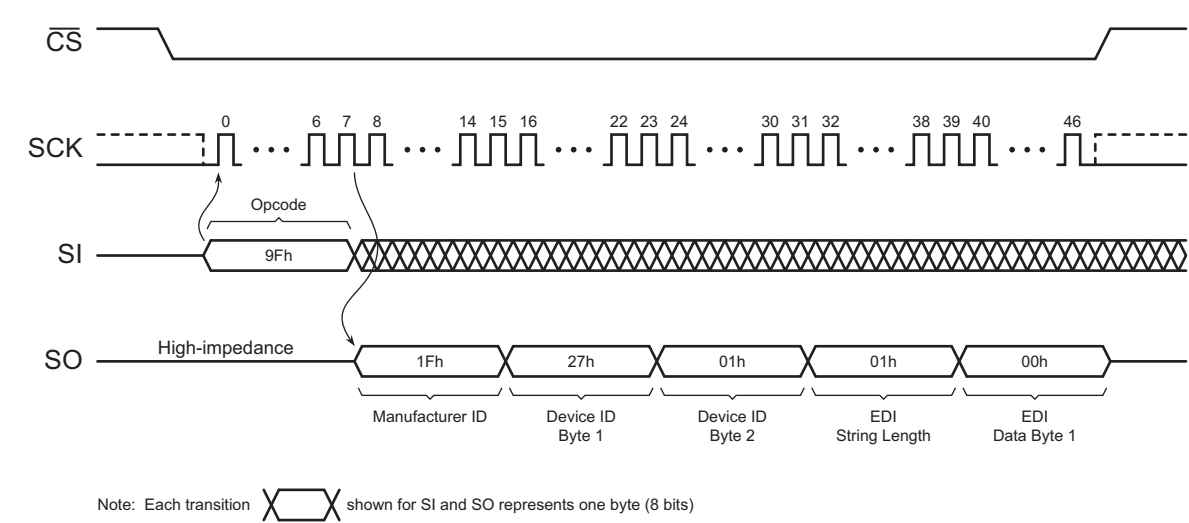 CS
SCK
0 6 7 8 14 15 16 22 23 24 30 31 32 38 39 40 46
Opcode
SI
9Fh
High-impedance
SO
1Fh 27h 01h 01h 00h
Manufacturer ID Device ID Device ID EDI EDI
Byte 1 Byte 2 String Length Data Byte 1
Note: Each transition shown for SI and SO represents one byte (8 bits)